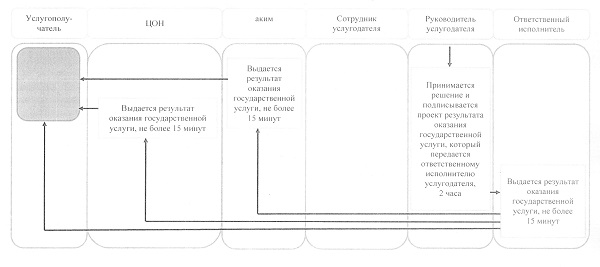 Услугополу-
чатель
ЦОН
аким
Сотрудник
услугодателя
Руководитель
услугодателя
Ответственный
исполнитель
Выдается результат
оказания государственной
услуги, не более 15 минут
Выдается
результат
оказания
государственной
услуги, не более
15 минут
Принимается
решение и
подписывается
проект результата
оказания
государственной
услуги, который
передается
ответственному
исполнителю
услугодателя,
2 часа
Выдается результат
оказания
государственной
услуги, не более
15 минут